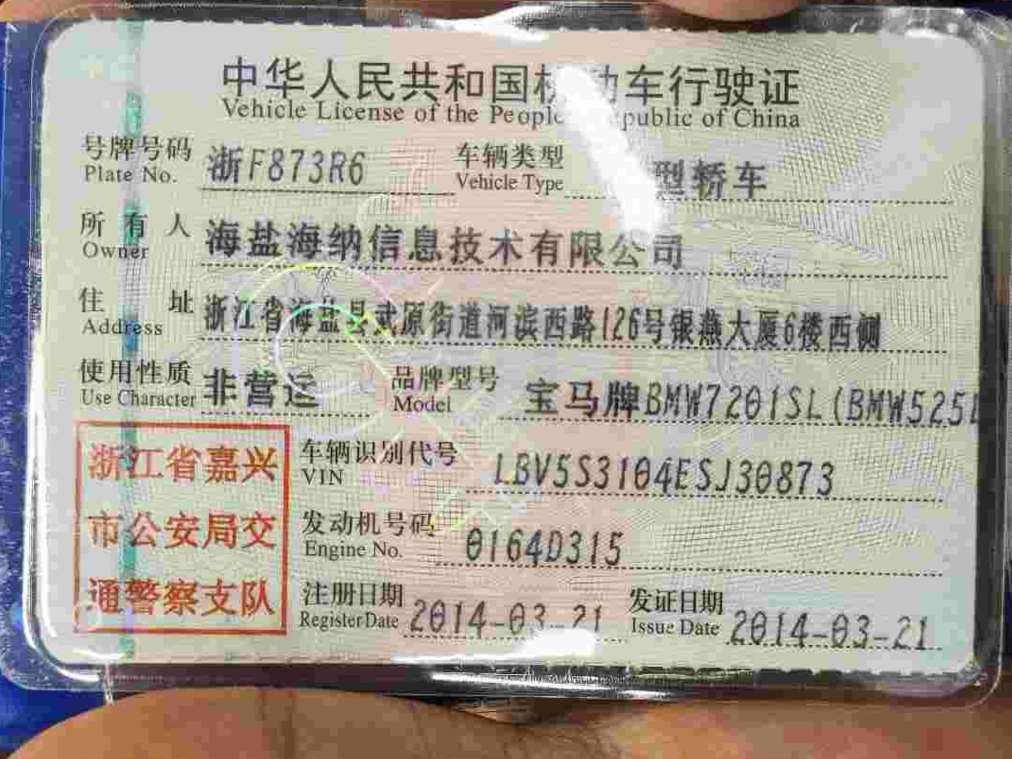 中华人民共和国机动车行驶证
Vehicle License of the People Republic of China
号牌号码 浙F873R6 车辆类型 型轿车
Plate No. Vehicle Type
所有人 海盐海纳信息技术有限公司
Owner
住址 浙江省海盐县武原街道河滨西路126号银燕大厦6楼西侧
Address
使用性质 非营运 品牌型号 宝马牌BMW7201SL(BMW525L
Use Character Model
浙江省嘉兴
市公安局交
通警察支队
车辆识别代号 LBV5S3104ESJ30873
VIN
发动机号码 0164D315
Engine No.
注册日期 2014-03-21 发证日期 2014-03-21
Register Date Issue Date